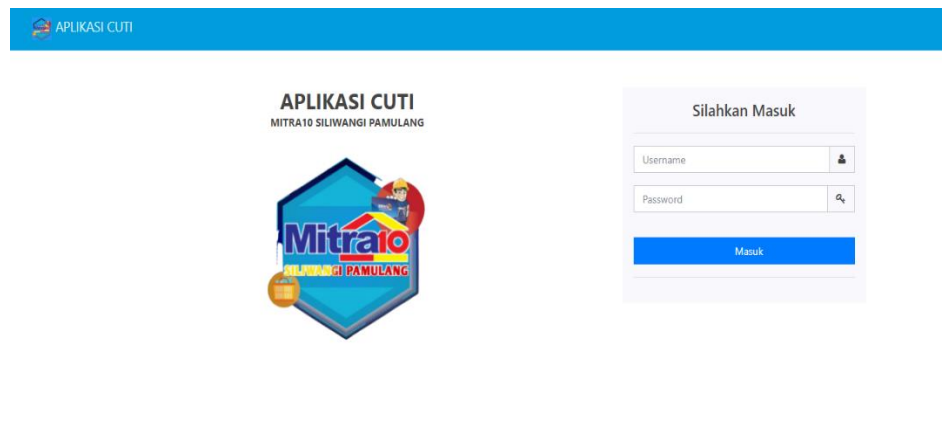 APLIKASI CUTI
APLIKASI CUTI
MITRA10 SILIWANGI PAMULANG
Mitra10
SILIWANGI PAMULANG
Silahkan Masuk
Username
Password
Masuk